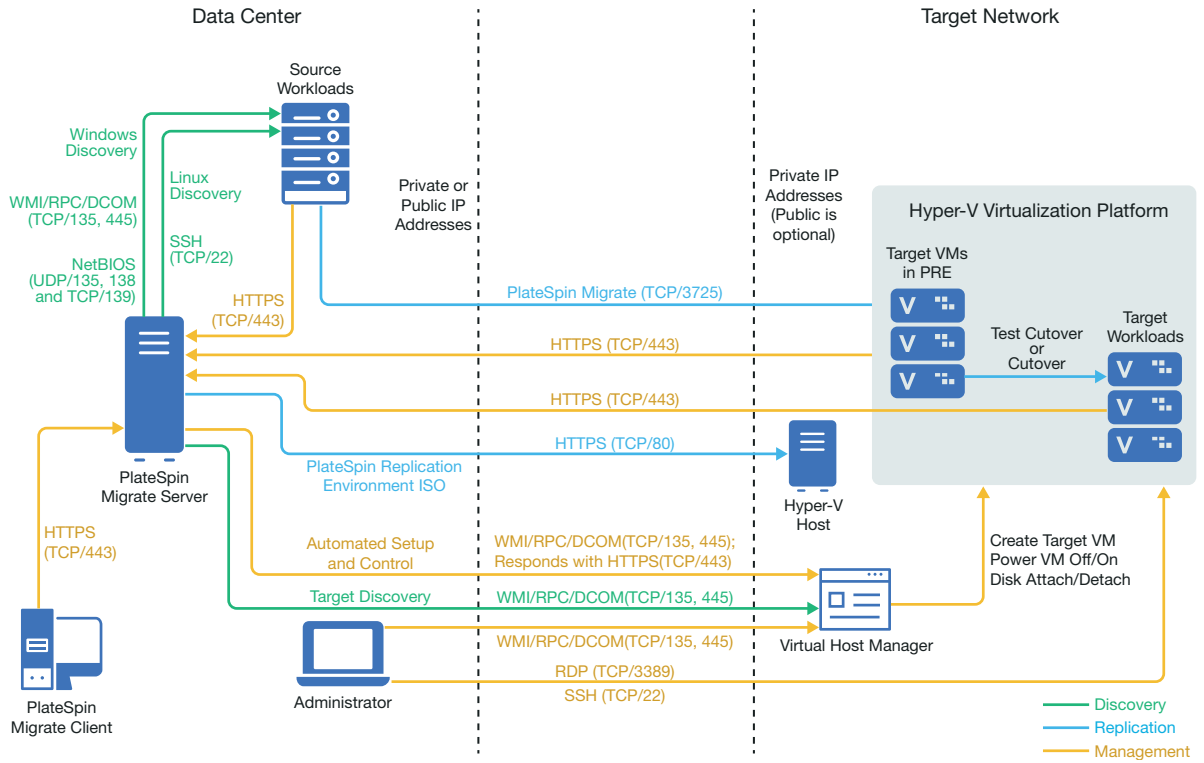 Data Center
Target Network
Source
Workloads
Windows
Discovery
Linux
Discovery
WMI/RPC/DCOM
(TCP/135, 445)
SSH
(TCP/22)
NetBIOS
(UDP/135, 138
and TCP/139)
HTTPS
(TCP/443)
Private or
Public IP
Addresses
Private IP
Addresses
(Public is
optional)
Hyper-V Virtualization Platform
Target VMs
in PRE
V
V
V
Test Cutover
or
Cutover
Target
Workloads
V
V
V
PlateSpin Migrate (TCP/3725)
HTTPS (TCP/443)
HTTPS (TCP/443)
HTTPS (TCP/80)
PlateSpin Replication
Environment ISO
PlateSpin
Migrate Server
Hyper-V
Host
HTTPS
(TCP/443)
Automated Setup
and Control
WMI/RPC/DCOM(TCP/135, 445);
Responds with HTTPS(TCP/443)
Create Target VM
Power VM Off/On
Disk Attach/Detach
Target Discovery
WMI/RPC/DCOM(TCP/135, 445)
WMI/RPC/DCOM(TCP/135, 445)
Virtual Host Manager
RDP (TCP/3389)
SSH (TCP/22)
Administrator
PlateSpin
Migrate Client
Discovery
Replication
Management